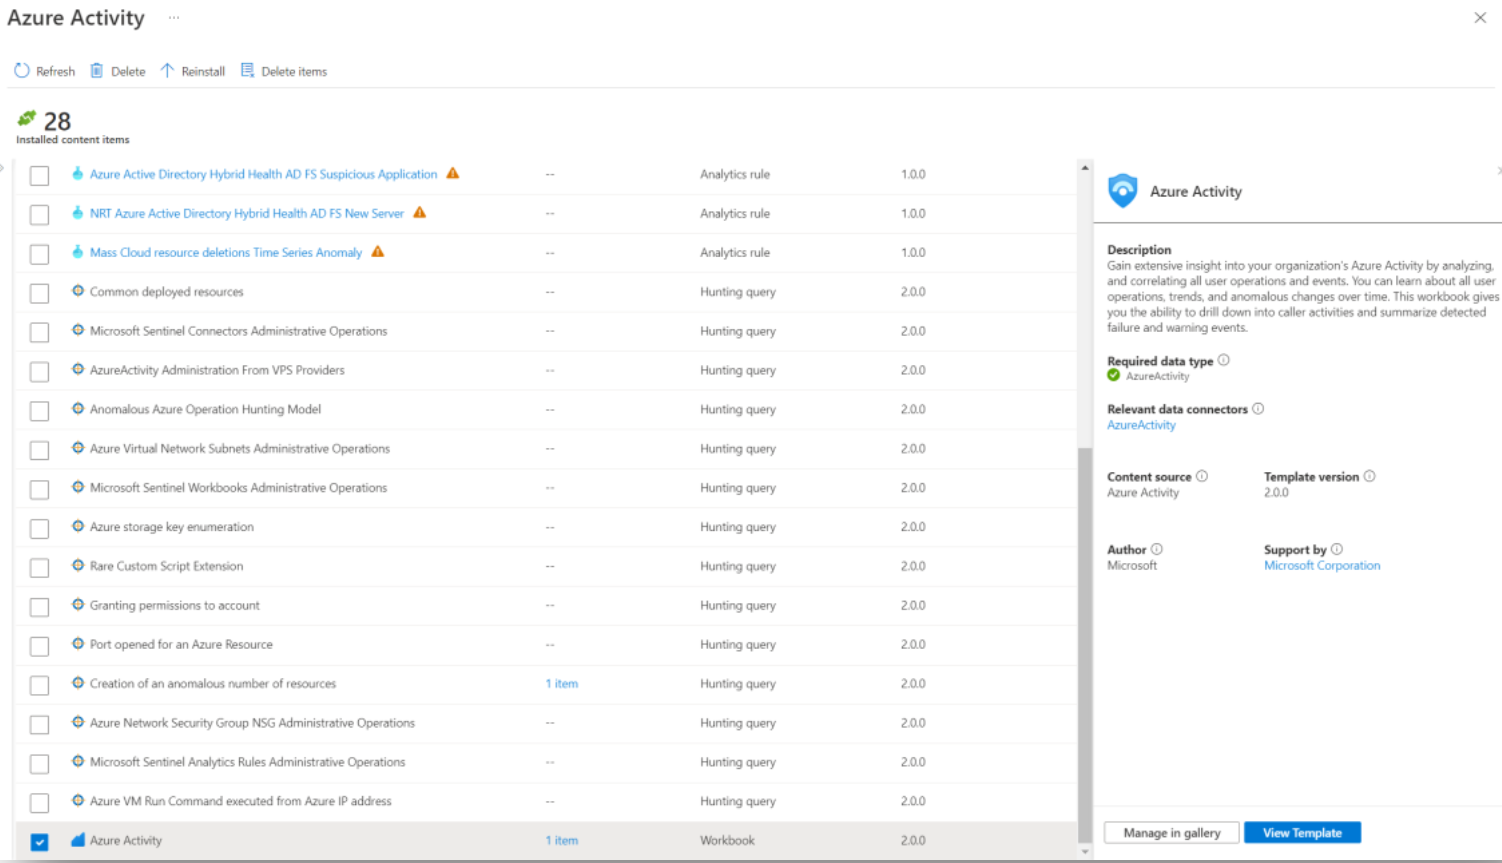 Azure Activity ...
Refresh Delete Reinstall Delete items
28
Installed content items
Azure Active Directory Hybrid Health AD FS Suspicious Application -- Analytics rule 1.0.0
NRT Azure Active Directory Hybrid Health AD FS New Server -- Analytics rule 1.0.0
Mass Cloud resource deletions Time Series Anomaly -- Analytics rule 1.0.0
Common deployed resources -- Hunting query 2.0.0
Microsoft Sentinel Connectors Administrative Operations -- Hunting query 2.0.0
AzureActivity Administration From VPS Providers -- Hunting query 2.0.0
Anomalous Azure Operation Hunting Model -- Hunting query 2.0.0
Azure Virtual Network Subnets Administrative Operations -- Hunting query 2.0.0
Microsoft Sentinel Workbooks Administrative Operations -- Hunting query 2.0.0
Azure storage key enumeration -- Hunting query 2.0.0
Rare Custom Script Extension -- Hunting query 2.0.0
Granting permissions to account -- Hunting query 2.0.0
Port opened for an Azure Resource -- Hunting query 2.0.0
Creation of an anomalous number of resources 1 item Hunting query 2.0.0
Azure Network Security Group NSG Administrative Operations -- Hunting query 2.0.0
Microsoft Sentinel Analytics Rules Administrative Operations -- Hunting query 2.0.0
Azure VM Run Command executed from Azure IP address -- Hunting query 2.0.0
Azure Activity 1 item Workbook 2.0.0
Azure Activity
Description
Gain extensive insight into your organization's Azure Activity by analyzing,
and correlating all user operations and events. You can learn about all user
operations, trends, and anomalous changes over time. This workbook gives
you the ability to drill down into caller activities and summarize detected
failure and warning events.
Required data type
AzureActivity
Relevant data connectors
AzureActivity
Content source Template version
Azure Activity 2.0.0
Author Support by
Microsoft Microsoft Corporation
Manage in gallery View Template